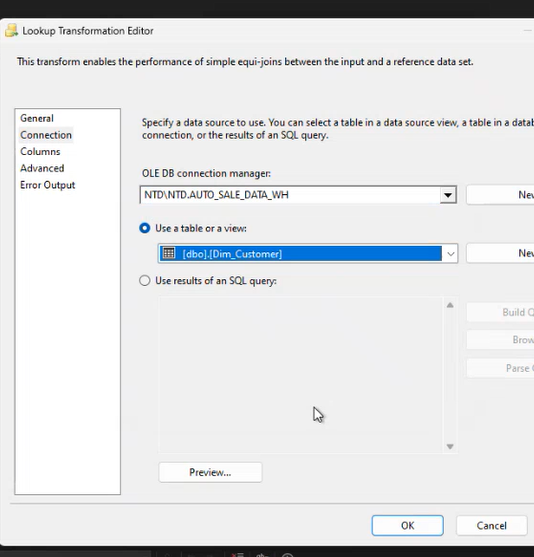 Lookup Transformation Editor
This transform enables the performance of simple equi-joins between the input and a reference data set.
General
Connection
Columns
Advanced
Error Output
Specify a data source to use. You can select a table in a data source view, a table in a datab
connection, or the results of an SQL query.
OLE DB connection manager:
NTD\NTD.AUTO_SALE_DATA_WH
New
Use a table or a view:
[dbo].[Dim_Customer]
New
Use results of an SQL query:
Build Q
Brow
Parse
Preview...
OK
Cancel